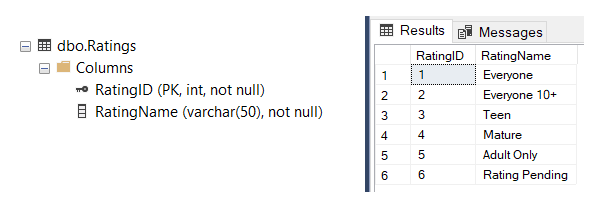 dbo.Ratings
Columns
RatingID (PK, int, not null)
RatingName (varchar(50), not null)
Results Messages
RatingID RatingName
1 1 Everyone
2 2 Everyone 10+
3 3 Teen
4 4 Mature
5 5 Adult Only
6 6 Rating Pending